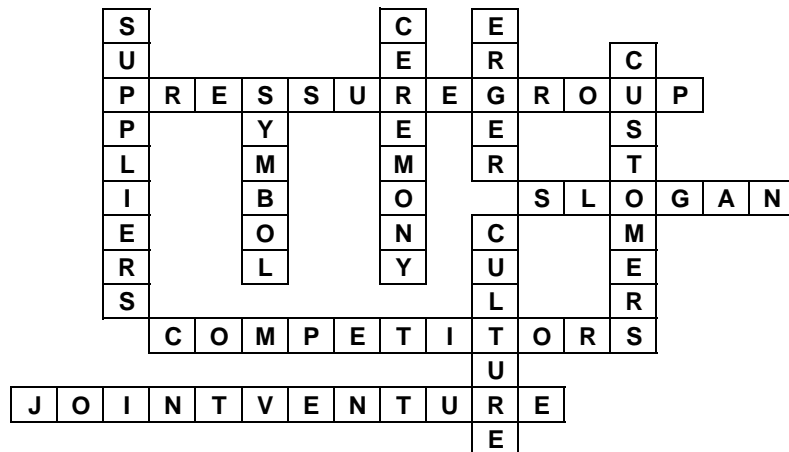 S C E
U E R C
P R E S S U R E G R O U P
P Y E E S
L M M R T
I B O S L O G A N
E O N C M
R L Y U E
S L R
C O M P E T I T O R S
U
J O I N T V E N T U R E
E